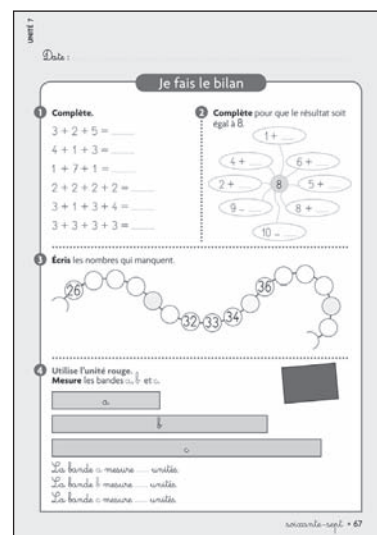 UNITÉ 7
Date :
Je fais le bilan
1 Complète.
3 + 2 + 5 = ......
4 + 1 + 3 = ......
1 + 7 + 1 = ......
2 + 2 + 2 + 2 = ......
3 + 1 + 3 + 4 = ......
3 + 3 + 3 + 3 = ......
2 Complète pour que le résultat soit
égal à 8.
1 + ......
4 + ......
6 + ......
2 + ......
8
5 + ......
9 – ......
8 + ......
10 – ......
3 Écris les nombres qui manquent.
26
32
33
34
36
4 Utilise l'unité rouge.
Mesure les bandes a, b et c.
a
b
c
La bande a mesure ...... unités.
La bande b mesure ...... unités.
La bande c mesure ...... unités.
soixante-sept • 67